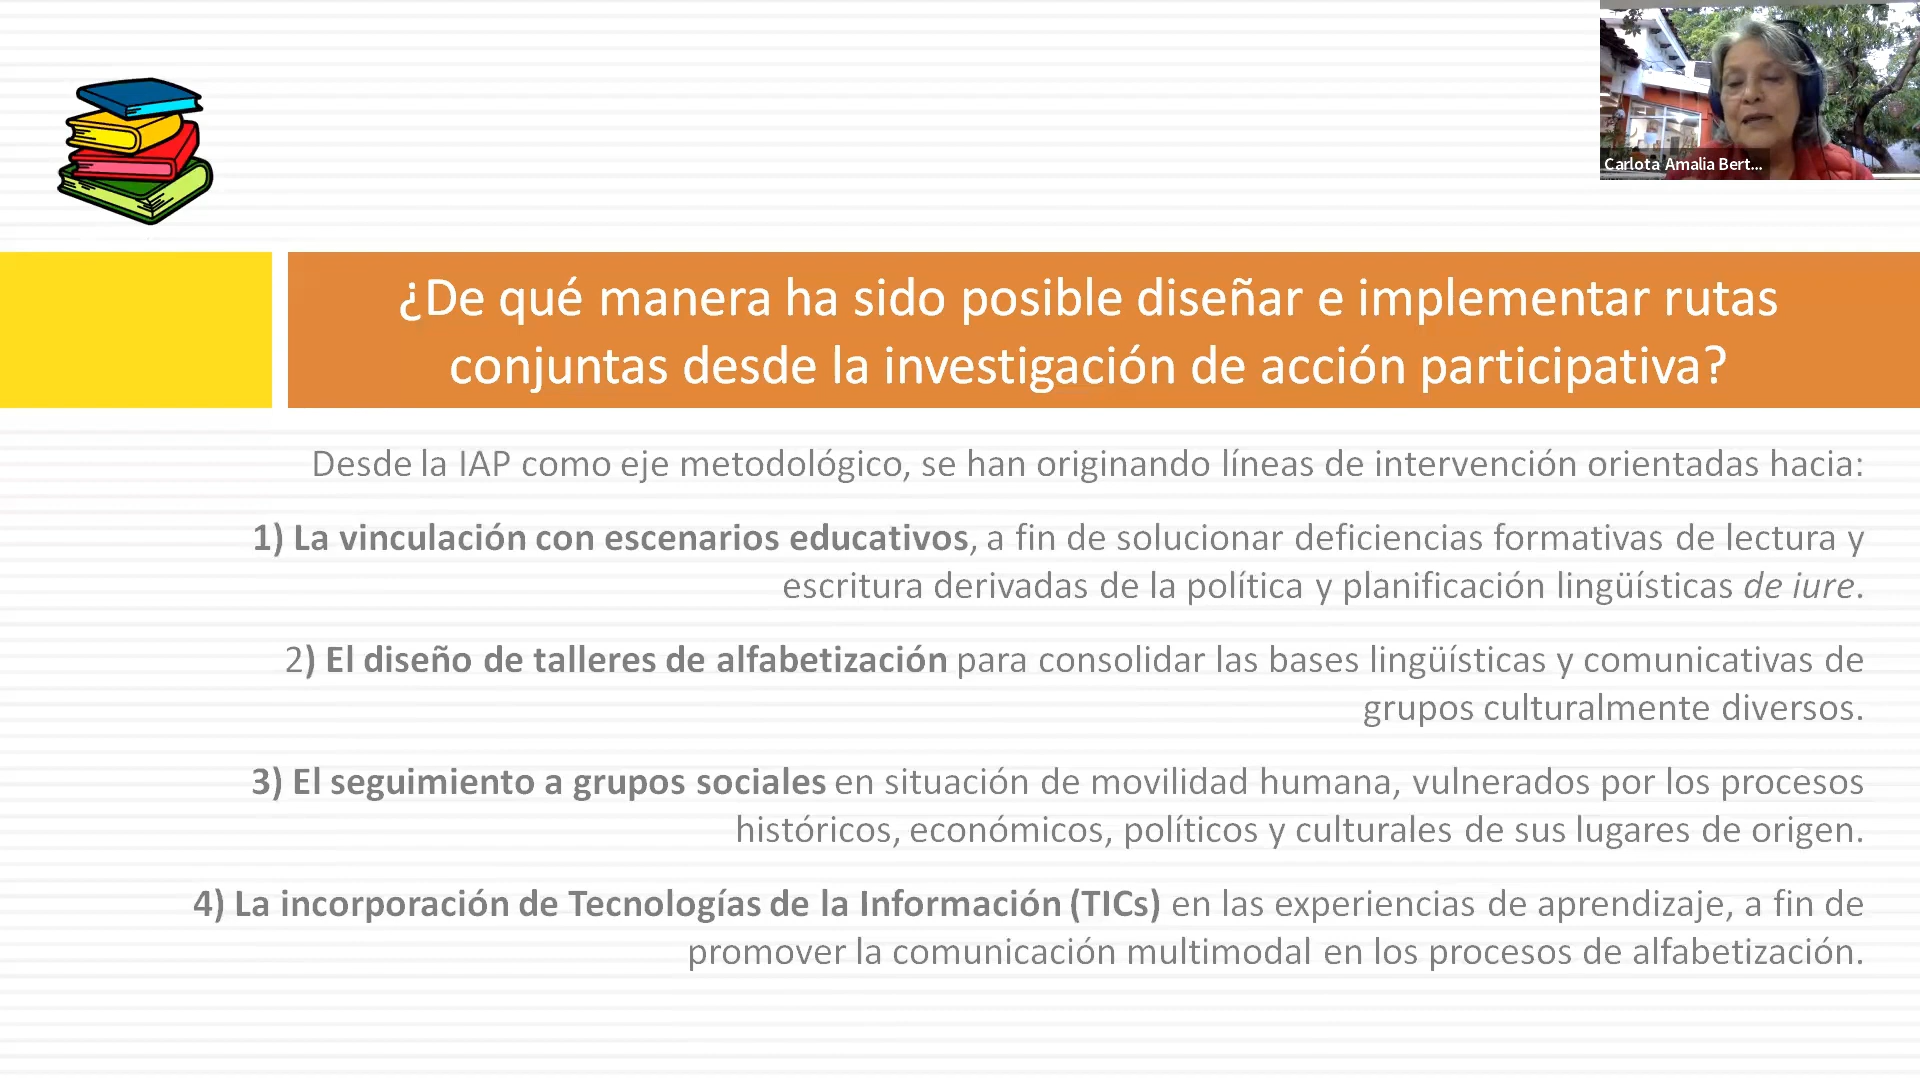 Carlota Amalia Bert...
¿De qué manera ha sido posible diseñar e implementar rutas
conjuntas desde la investigación de acción participativa?
Desde la IAP como eje metodológico, se han originando líneas de intervención orientadas hacia:
1) La vinculación con escenarios educativos, a fin de solucionar deficiencias formativas de lectura y
escritura derivadas de la política y planificación lingüísticas de iure.
2) El diseño de talleres de alfabetización para consolidar las bases lingüísticas y comunicativas de
grupos culturalmente diversos.
3) El seguimiento a grupos sociales en situación de movilidad humana, vulnerados por los procesos
históricos, económicos, políticos y culturales de sus lugares de origen.
4) La incorporación de Tecnologías de la Información (TICs) en las experiencias de aprendizaje, a fin de
promover la comunicación multimodal en los procesos de alfabetización.